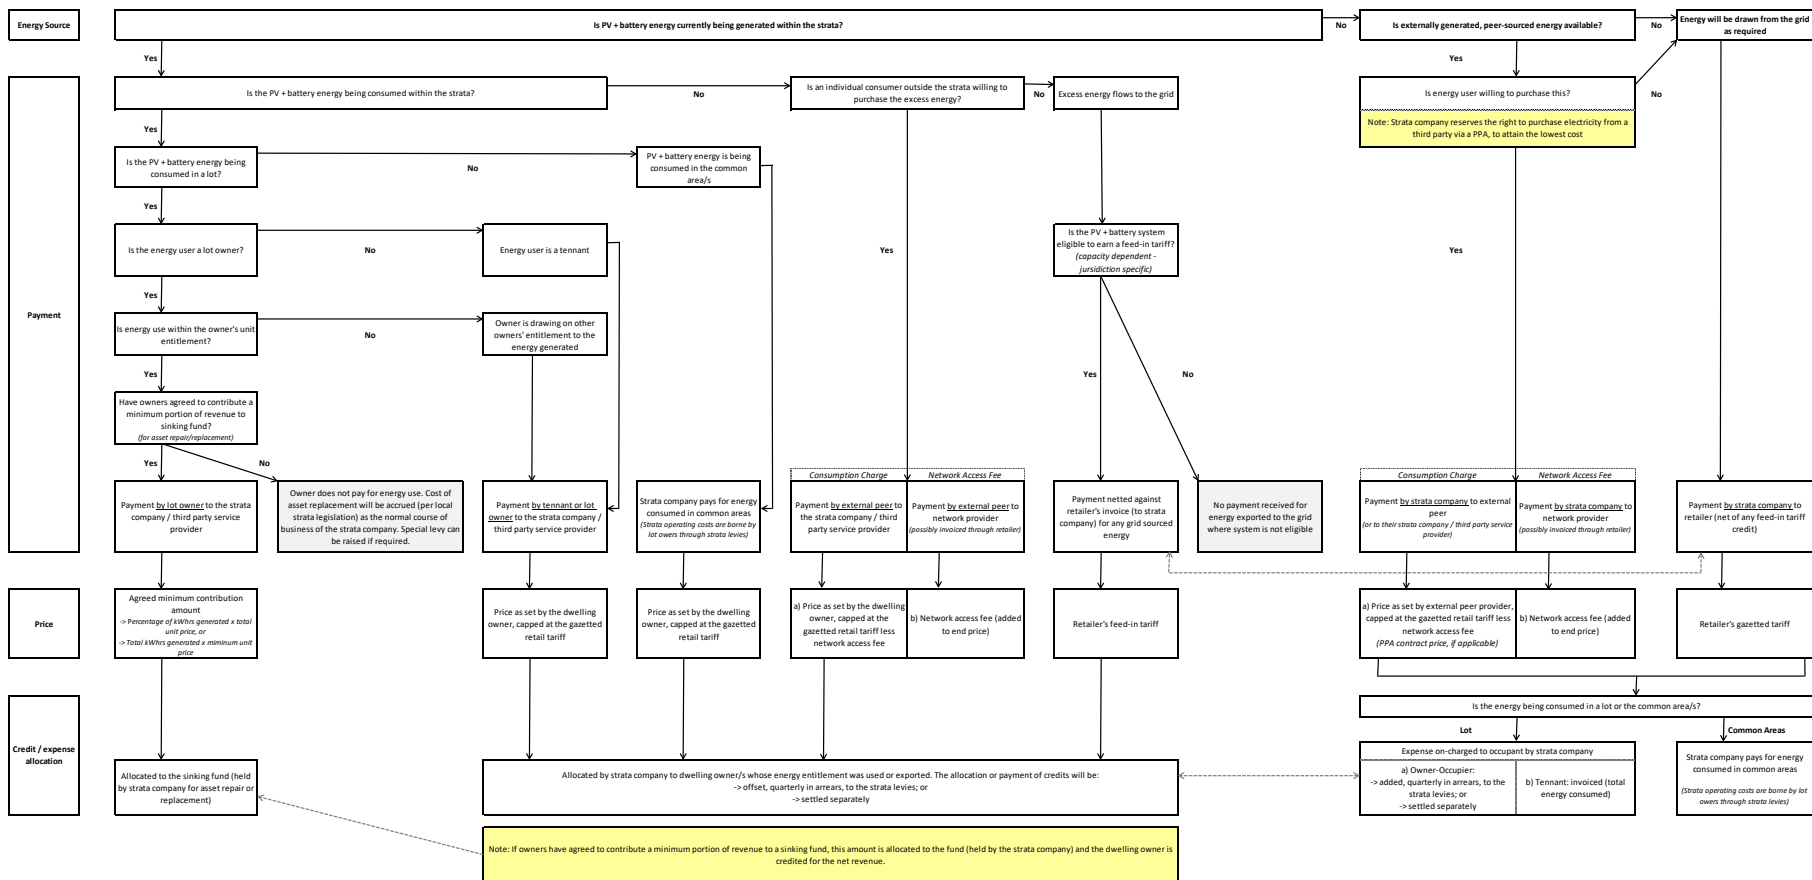 Energy Source
Is PV + battery energy currently being generated within the strata?
No
Is externally generated, peer-sourced energy available?
No
Energy will be drawn from the grid
as required
Yes
Yes
Payment
Is the PV + battery energy being consumed within the strata?
No
Is an individual consumer outside the strata willing to
purchase the excess energy?
No
Excess energy flows to the grid
Is energy user willing to purchase this?
No
Note: Strata company reserves the right to purchase electricity from a
third party via a PPA, to attain the lowest cost
Yes
Is the PV + battery energy being
consumed in a lot?
No
PV + battery energy is being
consumed in the common
area/s
Yes
Is the energy user a lot owner?
No
Energy user is a tennant
Yes
Is the PV + battery system
eligible to earn a feed-in tariff?
(capacity dependent -
jursidiction specific)
Yes
Yes
Is energy use within the owner's unit
entitlement?
No
Owner is drawing on other
owners' entitlement to the
energy generated
Yes
Yes
No
Have owners agreed to contribute a
minimum portion of revenue to
sinking fund?
(for asset repair/replacement)
Yes
No
Consumption Charge
Network Access Fee
Consumption Charge
Network Access Fee
Payment by lot owner to the strata
company / third party service
provider
Owner does not pay for energy use. Cost of
asset replacement will be accrued (per local
strata legislation) as the normal course of
business of the strata company. Special levy can
be raised if required.
Payment by tennant or lot
owner to the strata company /
third party service provider
Strata company pays for energy
consumed in common areas
(Strata operating costs are borne by
lot owers through strata levies)
Payment by external peer to
the strata company / third
party service provider
Payment by external peer to
network provider
(possibly invoiced through retailer)
Payment netted against
retailer's invoice (to strata
company) for any grid sourced
energy
No payment received for
energy exported to the grid
where system is not eligible
Payment by strata company to external
peer
(or to their strata company / third party service
provider)
Payment by strata company to
network provider
(possibly invoiced through retailer)
Payment by strata company to
retailer (net of any feed-in tariff
credit)
Price
Agreed minimum contribution
amount
-> Percentage of kWhrs generated x total
unit price, or
-> Total kWhrs generated x miminum unit
price
Price as set by the dwelling
owner, capped at the gazetted
retail tariff
Price as set by the dwelling
owner, capped at the gazetted
retail tariff
a) Price as set by the dwelling
owner, capped at the
gazetted retail tariff less
network access fee
b) Network access fee (added
to end price)
Retailer's feed-in tariff
a) Price as set by external peer provider,
capped at the gazetted retail tariff less
network access fee
(PPA contract price, if applicable)
b) Network access fee (added
to end price)
Retailer's gazetted tariff
Credit / expense
allocation
Is the energy being consumed in a lot or the common area/s?
Lot
Common Areas
Allocated to the sinking fund (held
by strata company for asset repair or
replacement)
Allocated by strata company to dwelling owner/s whose energy entitlement was used or exported. The allocation or payment of credits will be:
-> offset, quarterly in arrears, to the strata levies; or
-> settled separately
Expense on-charged to occupant by strata company
a) Owner-Occupier:
-> added, quarterly in arrears, to the
strata levies; or
-> settled separately
b) Tennant: invoiced (total
energy consumed)
Strata company pays for energy
consumed in common areas
(Strata operating costs are borne by lot
owers through strata levies)
Note: If owners have agreed to contribute a minimum portion of revenue to a sinking fund, this amount is allocated to the fund (held by the strata company) and the dwelling owner is
credited for the net revenue.